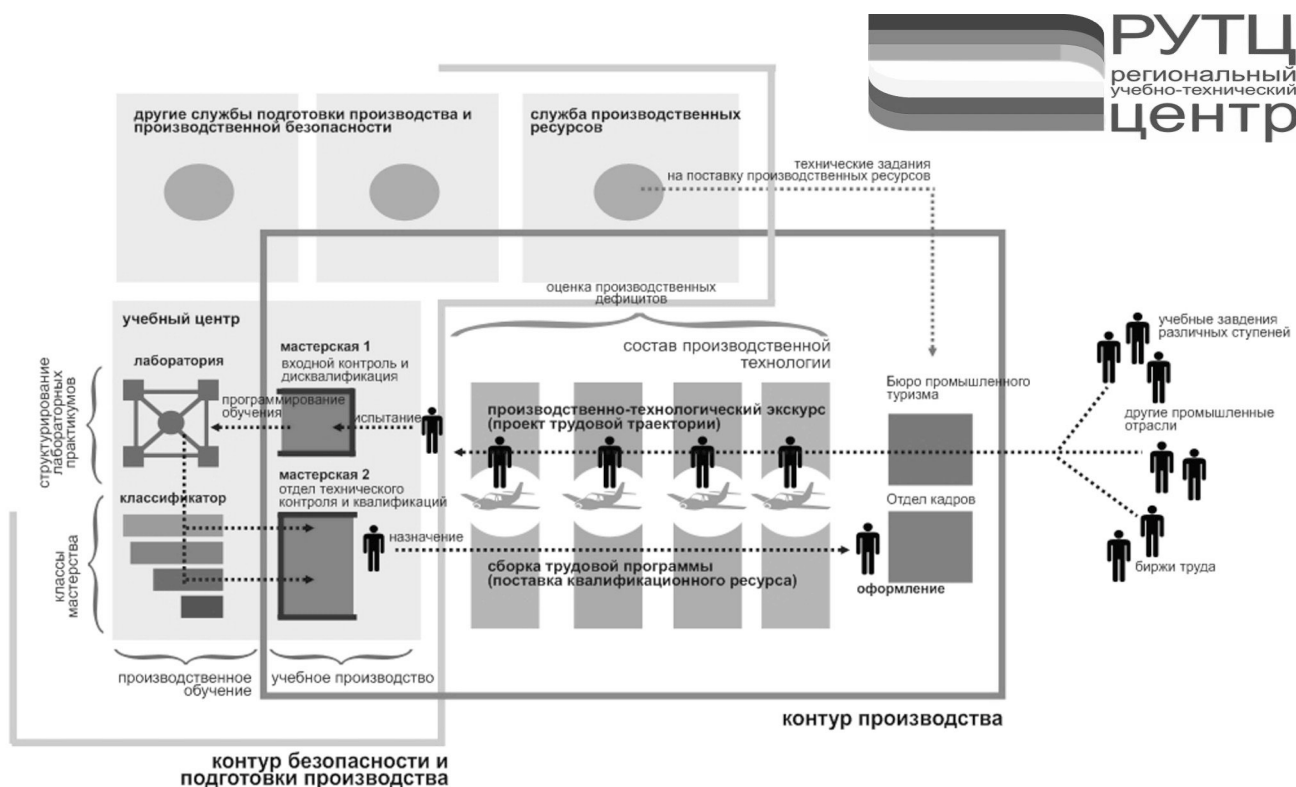 РУТЦ
региональный
учебно-технический
центр
другие службы подготовки производства и
производственной безопасности
служба производственных
ресурсов
технические задания
на поставку производственных ресурсов
оценка производственных
дефицитов
учебный центр
лаборатория
мастерская 1
входной контроль и
дисквалификация
состав производственной
технологии
учебные завдения
различных ступеней
Бюро промышленного
туризма
структурирование
лабораторных
практикумов
программирование
обучения
испытание
производственно-технологический экскурс
(проект трудовой траектории)
другие промышленные
отрасли
мастерская 2
отдел технического
контроля и квалификаций
классификатор
Отдел кадров
классы
мастерства
назначение
сборка трудовой программы
(поставка квалификационного ресурса)
оформление
биржи труда
производственное
обучение
учебное производство
контур производства
контур безопасности и
подготовки производства